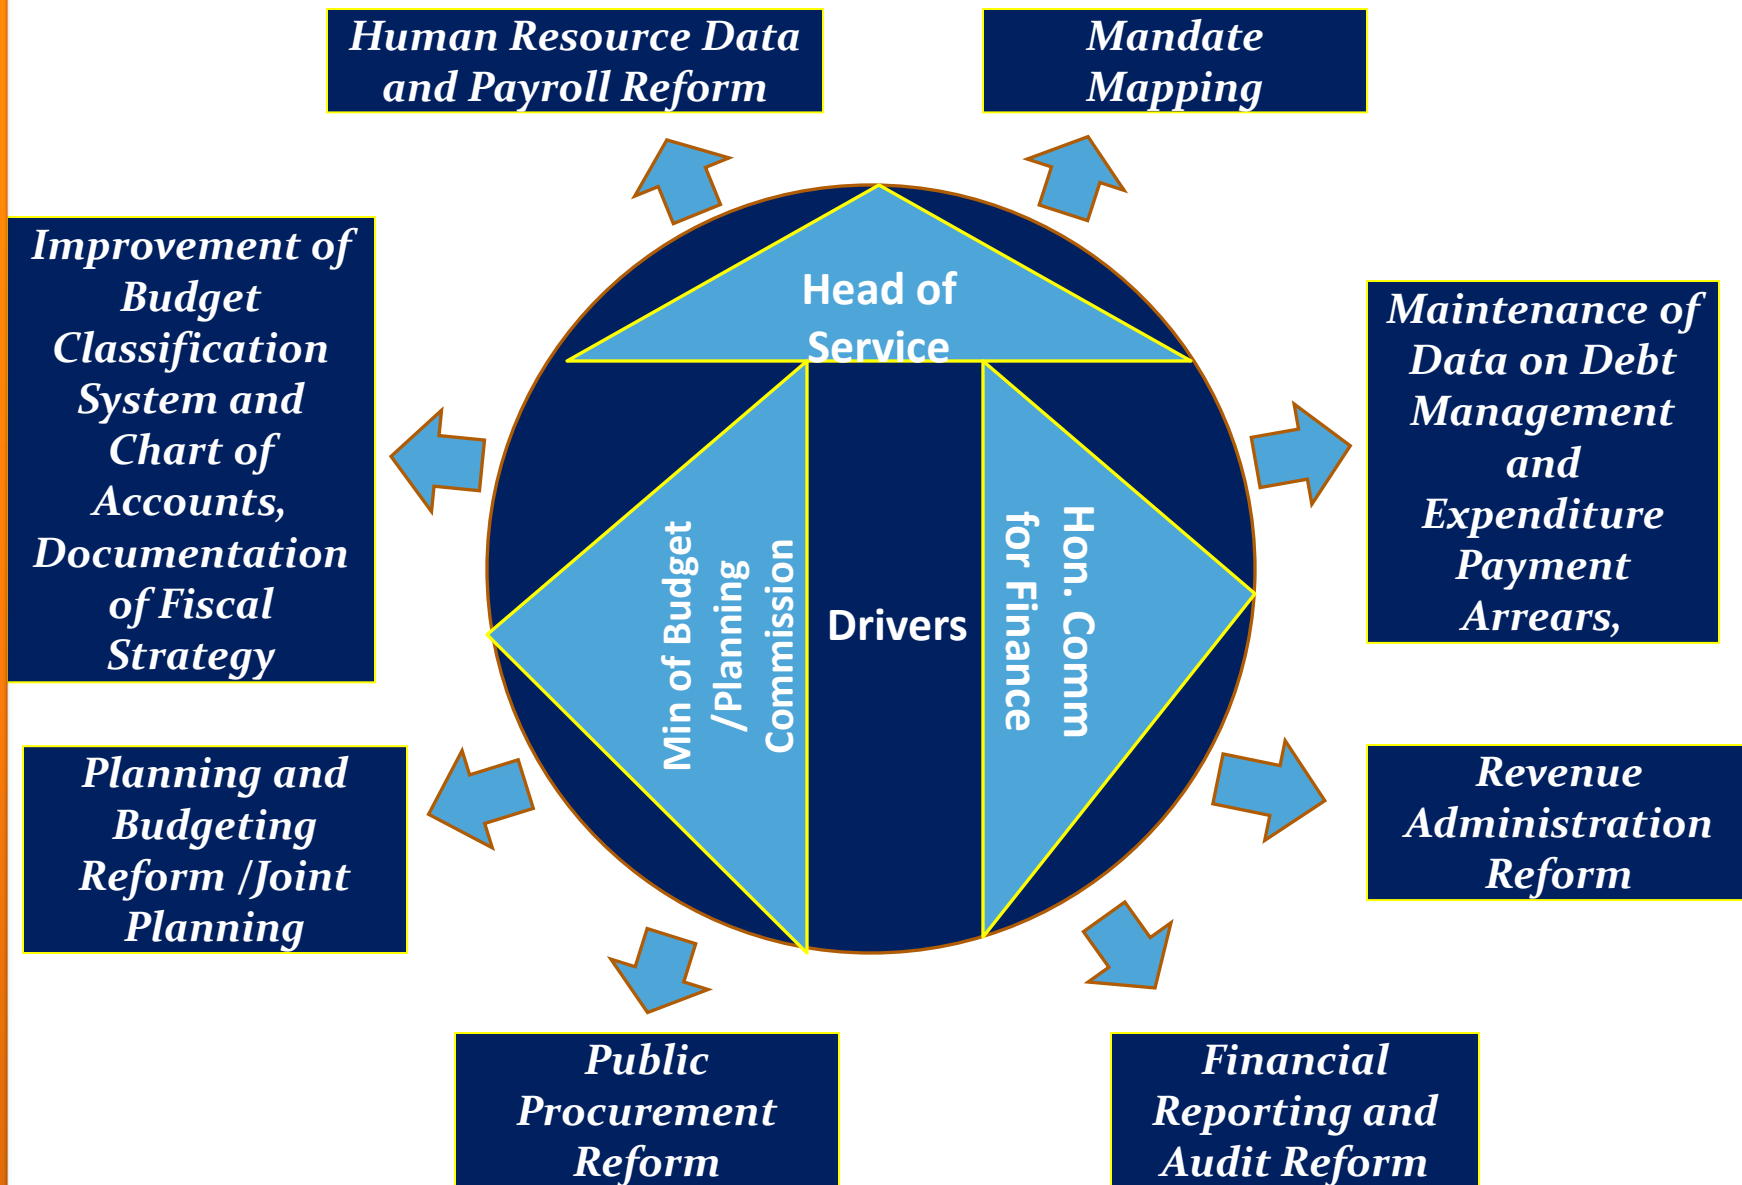 Human Resource Data
and Payroll Reform
Mandate
Mapping
Improvement of
Budget
Classification
System and
Chart of
Accounts,
Documentation
of Fiscal
Strategy
Head of
Service
Maintenance of
Data on Debt
Management
and
Expenditure
Payment
Arrears,
Min of Budget
/Planning
Commission
Drivers
Hon. Comm
for Finance
Planning and
Budgeting
Reform /Joint
Planning
Revenue
Administration
Reform
Public
Procurement
Reform
Financial
Reporting and
Audit Reform